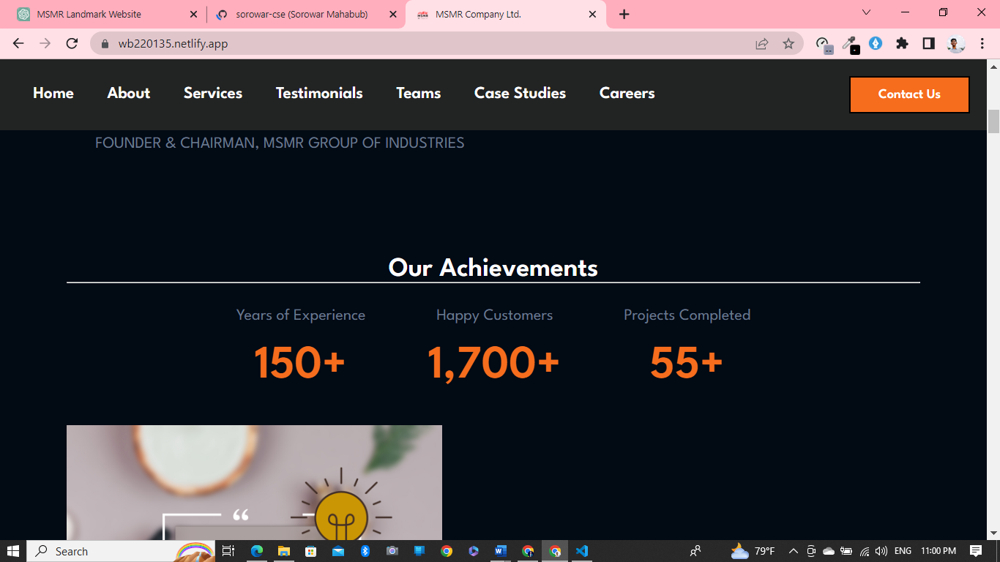 MSMR Landmark Website
sorowar-cse (Sorowar Mahabub)
MSMR Company Ltd.
wb220135.netlify.app
Home About Services Testimonials Teams Case Studies Careers Contact Us
FOUNDER & CHAIRMAN, MSMR GROUP OF INDUSTRIES
Our Achievements
Years of Experience Happy Customers Projects Completed
150+ 1,700+ 55+
“
Search 79°F ENG 11:00 PM